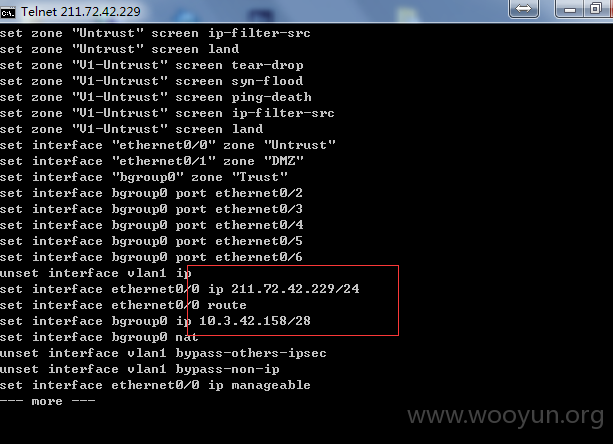 Telnet 211.72.42.229
set zone "Untrust" screen ip-filter-src
set zone "Untrust" screen land
set zone "V1-Untrust" screen tear-drop
set zone "V1-Untrust" screen syn-flood
set zone "V1-Untrust" screen ping-death
set zone "V1-Untrust" screen ip-filter-src
set zone "V1-Untrust" screen land
set interface "ethernet0/0" zone "Untrust"
set interface "ethernet0/1" zone "DMZ"
set interface "bgroup0" zone "Trust"
set interface bgroup0 port ethernet0/2
set interface bgroup0 port ethernet0/3
set interface bgroup0 port ethernet0/4
set interface bgroup0 port ethernet0/5
set interface bgroup0 port ethernet0/6
unset interface vlan1 ip
set interface ethernet0/0 ip 211.72.42.229/24
set interface ethernet0/0 route
set interface bgroup0 ip 10.3.42.158/28
set interface bgroup0 nat
unset interface vlan1 bypass-others-ipsec
unset interface vlan1 bypass-non-ip
set interface ethernet0/0 ip manageable
--- more ---
www.wooyun.org